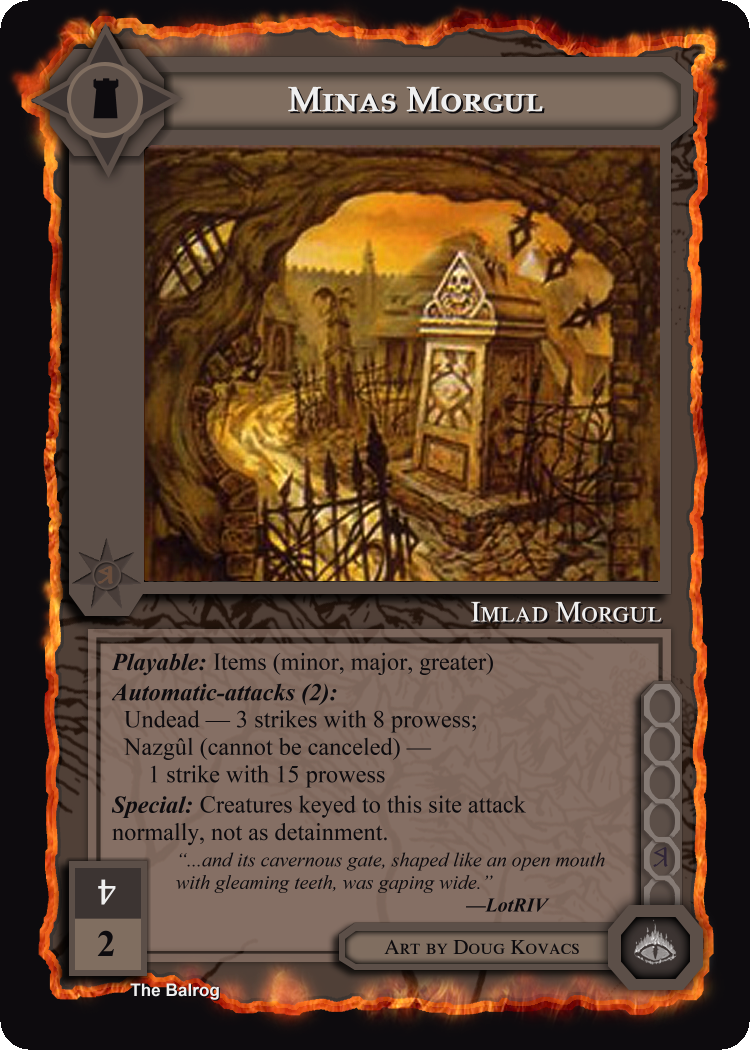 Minas Morgul
Imlad Morgul
Playable: Items (minor, major, greater)
Automatic-attacks (2):
Undead — 3 strikes with 8 prowess;
Nazgûl (cannot be canceled) —
1 strike with 15 prowess
Special: Creatures keyed to this site attack
normally, not as detainment.
“...and its cavernous gate, shaped like an open mouth
with gleaming teeth, was gaping wide.”
—LotRIV
2
Art by Doug Kovacs
The Balrog